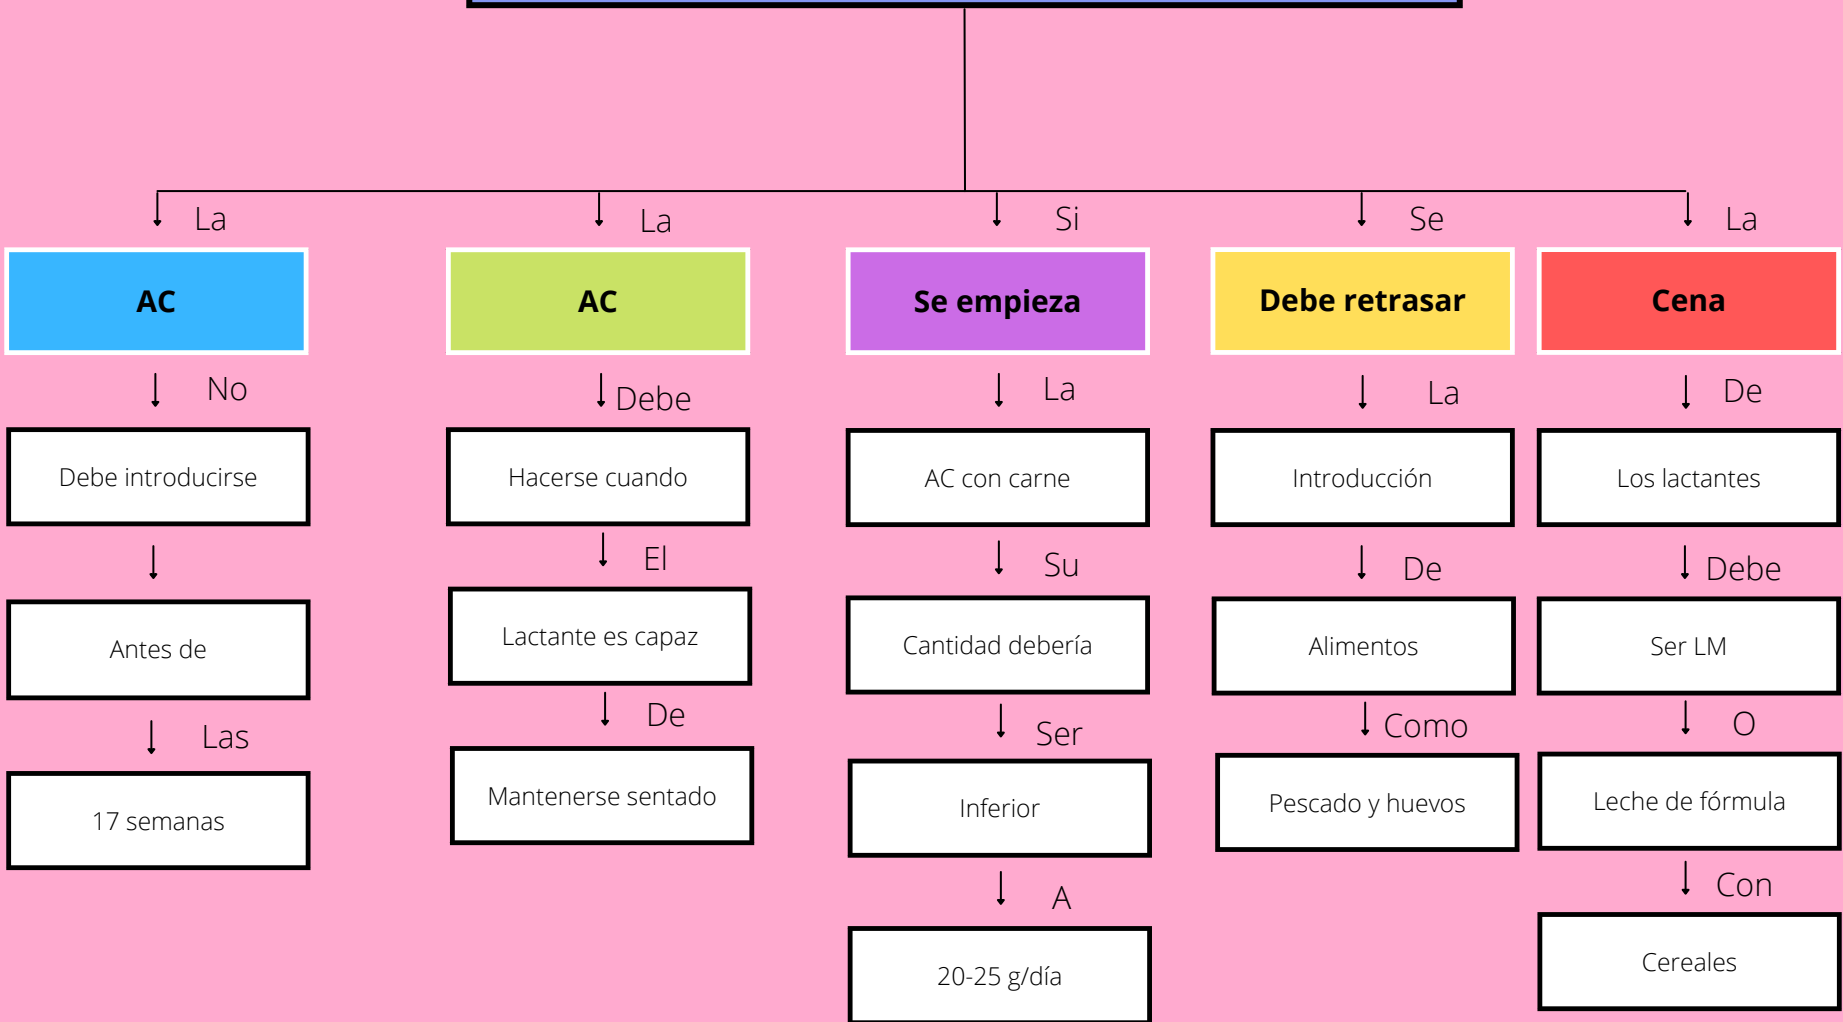 La
AC
No
Debe introducirse
Antes de
Las
17 semanas
La
AC
Debe
Hacerse cuando
El
Lactante es capaz
De
Mantenerse sentado
Si
Se empieza
La
AC con carne
Su
Cantidad debería
Ser
Inferior
A
20-25 g/día
Se
Debe retrasar
La
Introducción
De
Alimentos
Como
Pescado y huevos
La
Cena
De
Los lactantes
Debe
Ser LM
O
Leche de fórmula
Con
Cereales